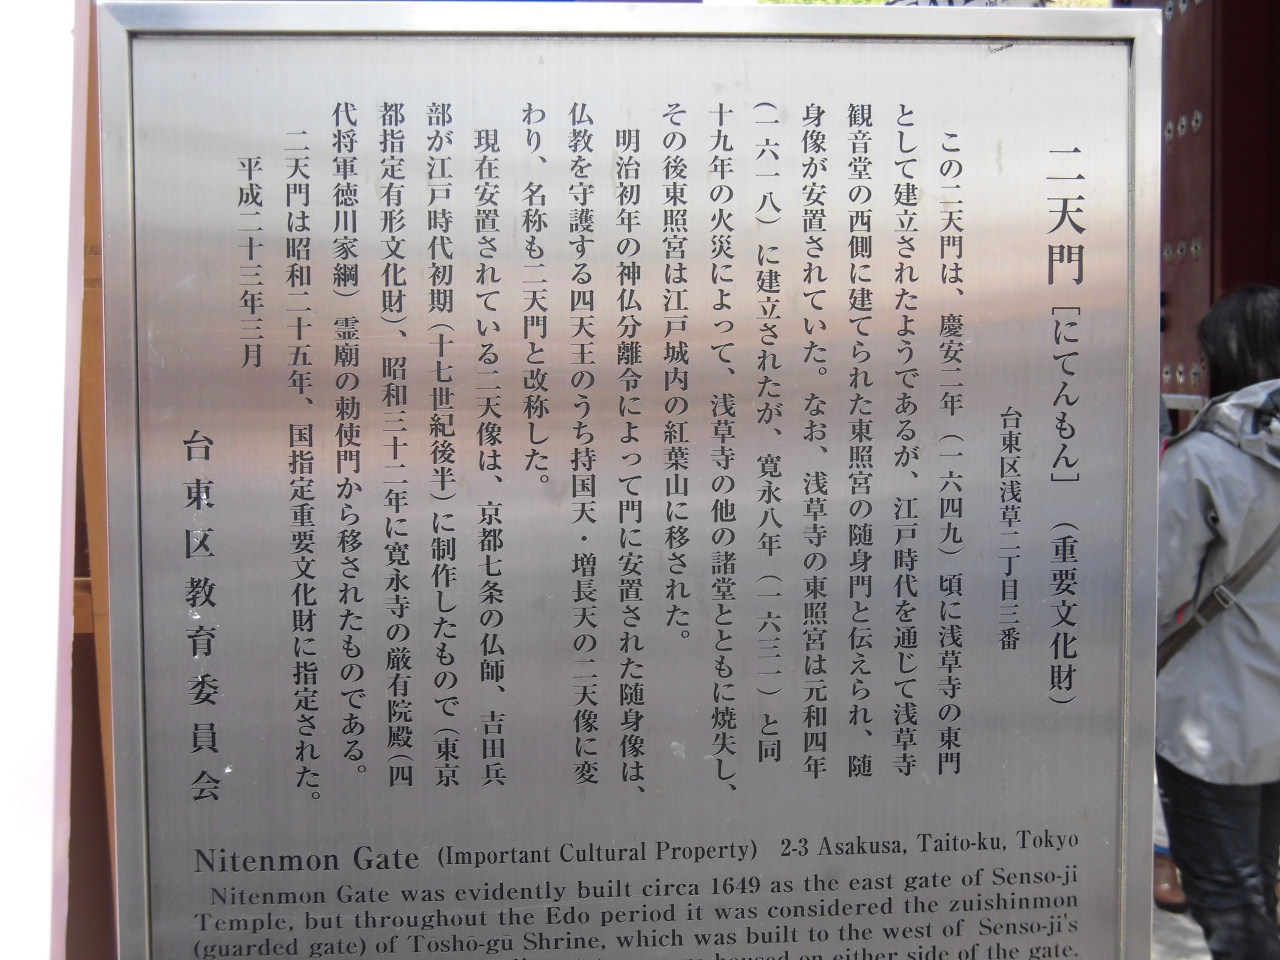 二天門［にてんもん］（重要文化財）
台東区浅草二丁目三番
この二天門は、慶安二年（一六四九）頃に浅草寺の東門
として建立されたようであるが、江戸時代を通じて浅草寺
観音堂の西側に建てられた東照宮の随身門と伝えられ、随
身像が安置されていた。なお、浅草寺の東照宮は元和四年
（一六一八）に建立されたが、寛永八年（一六三一）と同
十九年の火災によって、浅草寺の他の諸堂とともに焼失し、
その後東照宮は江戸城内の紅葉山に移された。
明治初年の神仏分離令によって門に安置された随身像は、
仏教を守護する四天王のうち持国天・増長天の二天像に変
わり、名称も二天門と改称した。
現在安置されている二天像は、京都七条の仏師、吉田兵
部が江戸時代初期（十七世紀後半）に制作したもので（東京
都指定有形文化財）、昭和三十二年に寛永寺の厳有院殿（四
代将軍徳川家綱）霊廟の勅使門から移されたものである。
二天門は昭和二十五年、国指定重要文化財に指定された。
平成二十三年三月
台東区教育委員会
Nitenmon Gate (Important Cultural Property) 2-3 Asakusa, Taito-ku, Tokyo
Nitenmon Gate was evidently built circa 1649 as the east gate of Senso-ji
Temple, but throughout the Edo period it was considered the zuishinmon
(guarded gate) of Tōshō-gū Shrine, which was built to the west of Senso-ji's
housed on either side of the gate.